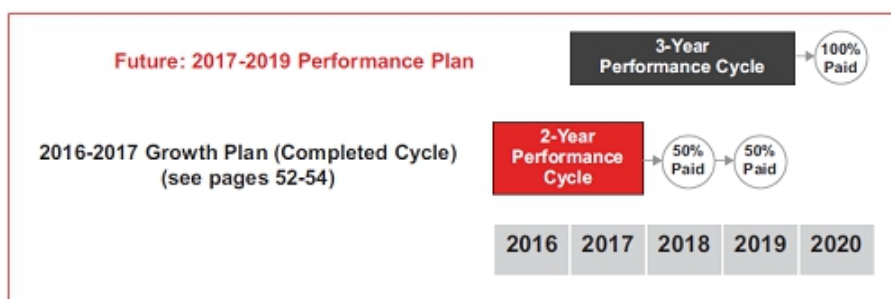 Future: 2017-2019 Performance Plan
3-Year
Performance Cycle
100%
Paid
2016-2017 Growth Plan (Completed Cycle)
(see pages 52-54)
2-Year
Performance
Cycle
50%
Paid
50%
Paid
2016 2017 2018 2019 2020